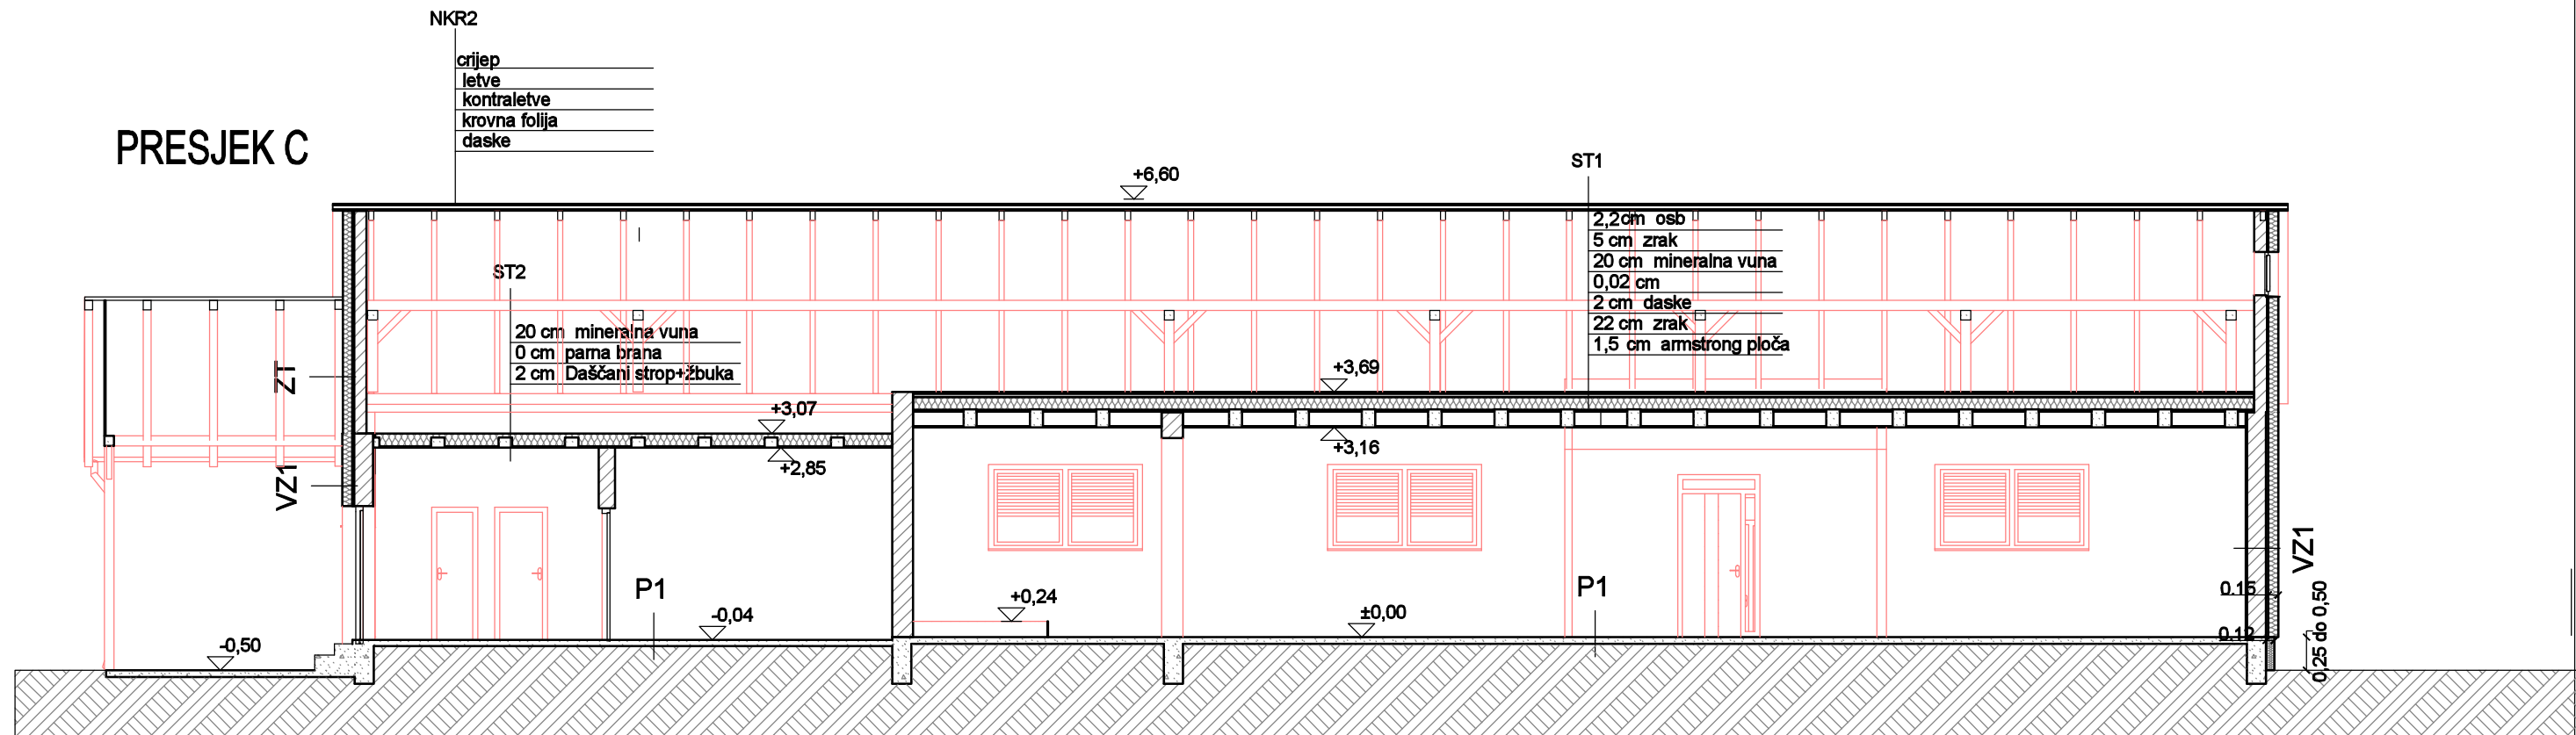 NKR2
crijep
letve
kontraletve
krovna folija
daske
PRESJEK C
ST1
+6,60
2,2cm osb
5 cm zrak
20 cm mineralna vuna
0,02 cm
2 cm daske
22 cm zrak
1,5 cm armstrong ploča
ST2
20 cm mineralna vuna
0 cm parna brana
2 cm Daščani strop+žbuka
ZT
+3,69
+3,07
+3,16
+2,85
VZ1
VZ1
P1
P1
+0,24
-0,04
±0,00
-0,50
0.15
0.12
0,25 do 0,50